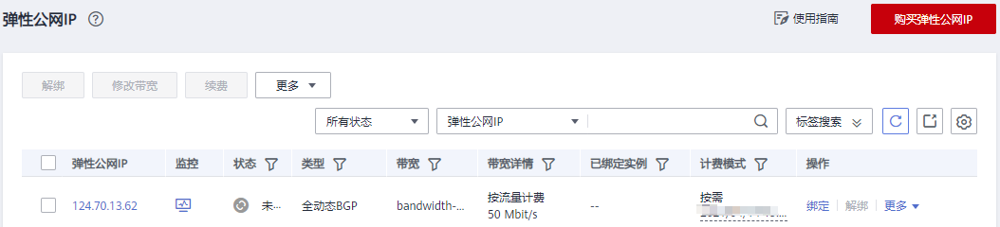 弹性公网IP ? 使用指南 购买弹性公网IP
解绑 修改带宽 续费 更多
所有状态 弹性公网IP 标签搜索
弹性公网IP 监控 状态 类型 带宽 带宽详情 已绑定实例 计费模式 操作
124.70.13.62 未... 全动态BGP bandwidth-... 按流量计费 -- 按需 绑定 解绑 更多
50 Mbit/s